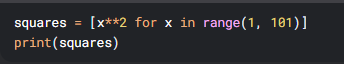 squares = [x**2 for x in range(1, 101)]
print(squares)